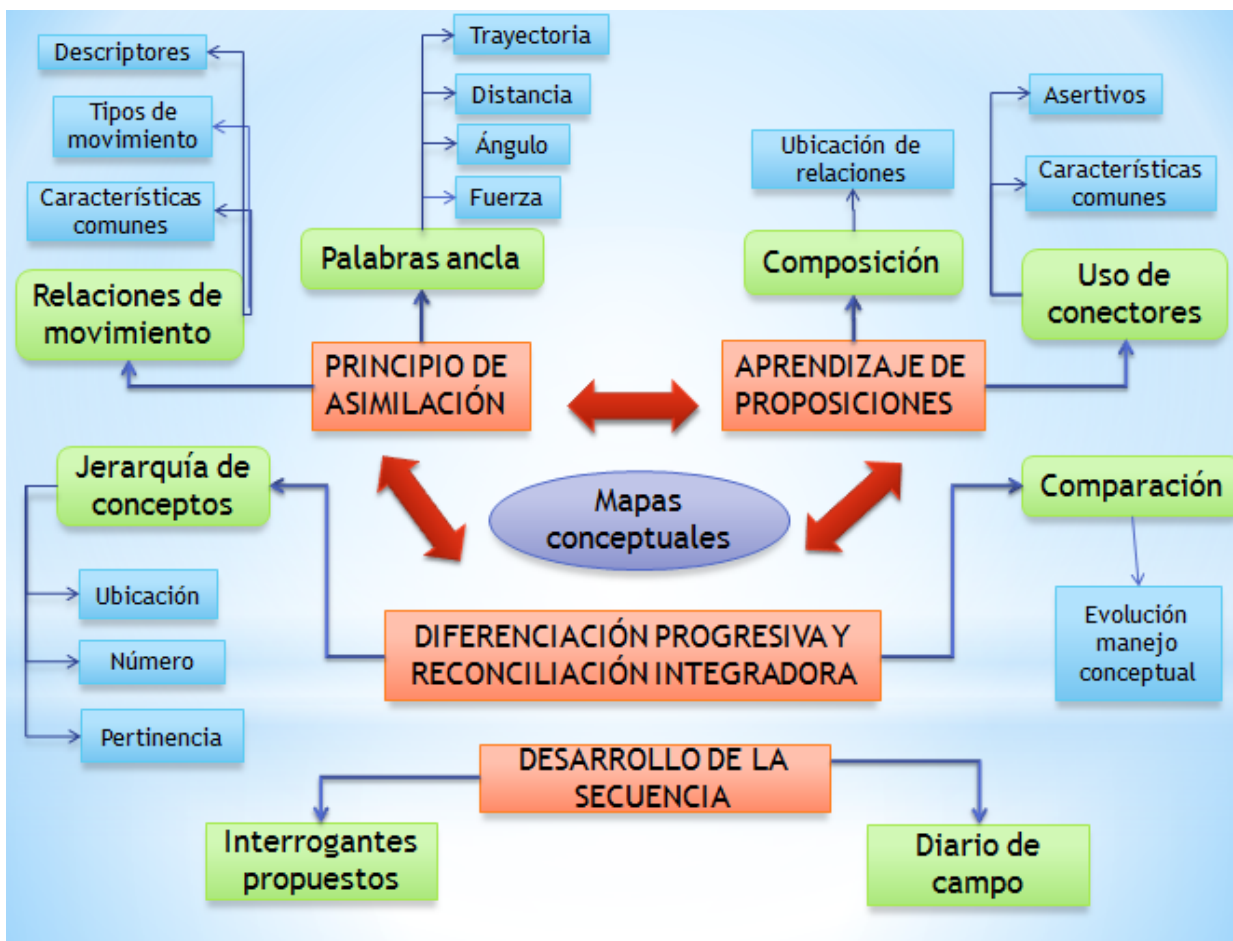 Descriptores
Tipos de
movimiento
Características
comunes
Relaciones de
movimiento
Trayectoria
Distancia
Ángulo
Fuerza
Palabras ancla
PRINCIPIO DE
ASIMILACIÓN
Ubicación de
relaciones
Composición
Asertivos
Características
comunes
Uso de
conectores
APRENDIZAJE DE
PROPOSICIONES
Mapas
conceptuales
Jerarquía de
conceptos
Ubicación
Número
Pertinencia
Comparación
Evolución
manejo
conceptual
DIFERENCIACIÓN PROGRESIVA Y
RECONCILIACIÓN INTEGRADORA
DESARROLLO DE LA
SECUENCIA
Interrogantes
propuestos
Diario de
campo